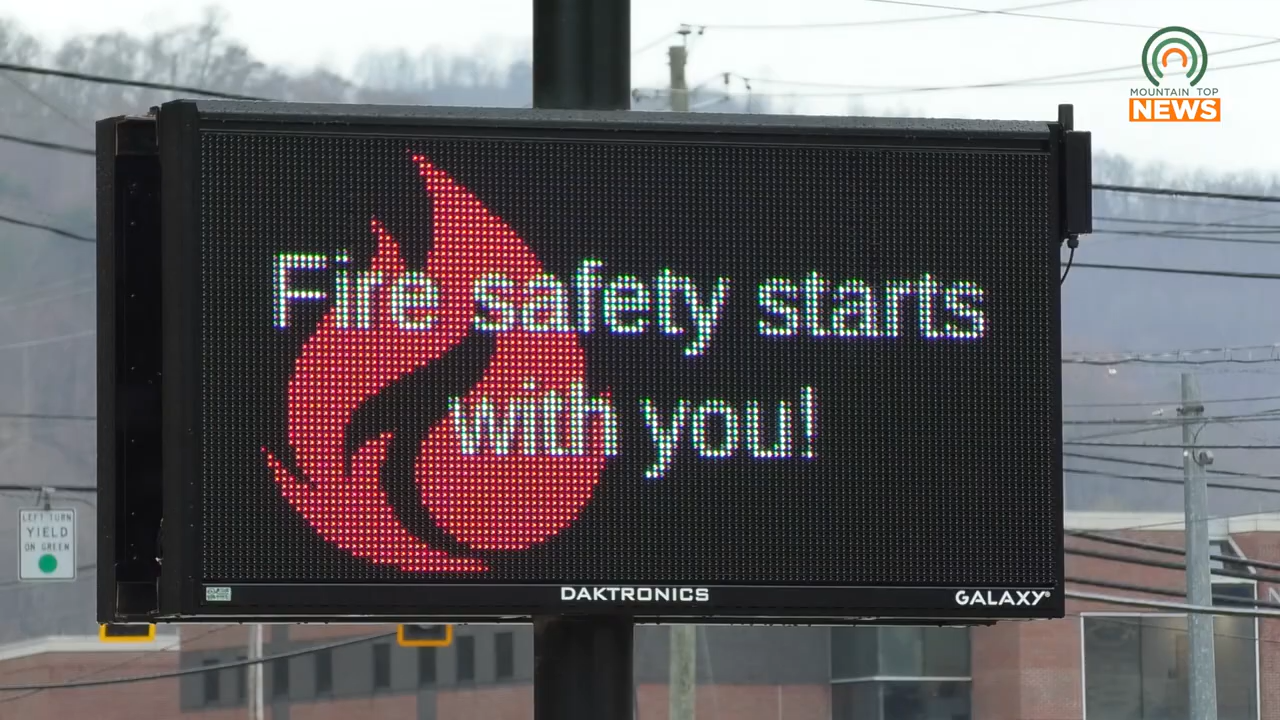 MOUNTAIN TOP
NEWS
Fire safety starts
with you!
LEFT TURN
YIELD
ON GREEN
DAKTRONICS
GALAXY®